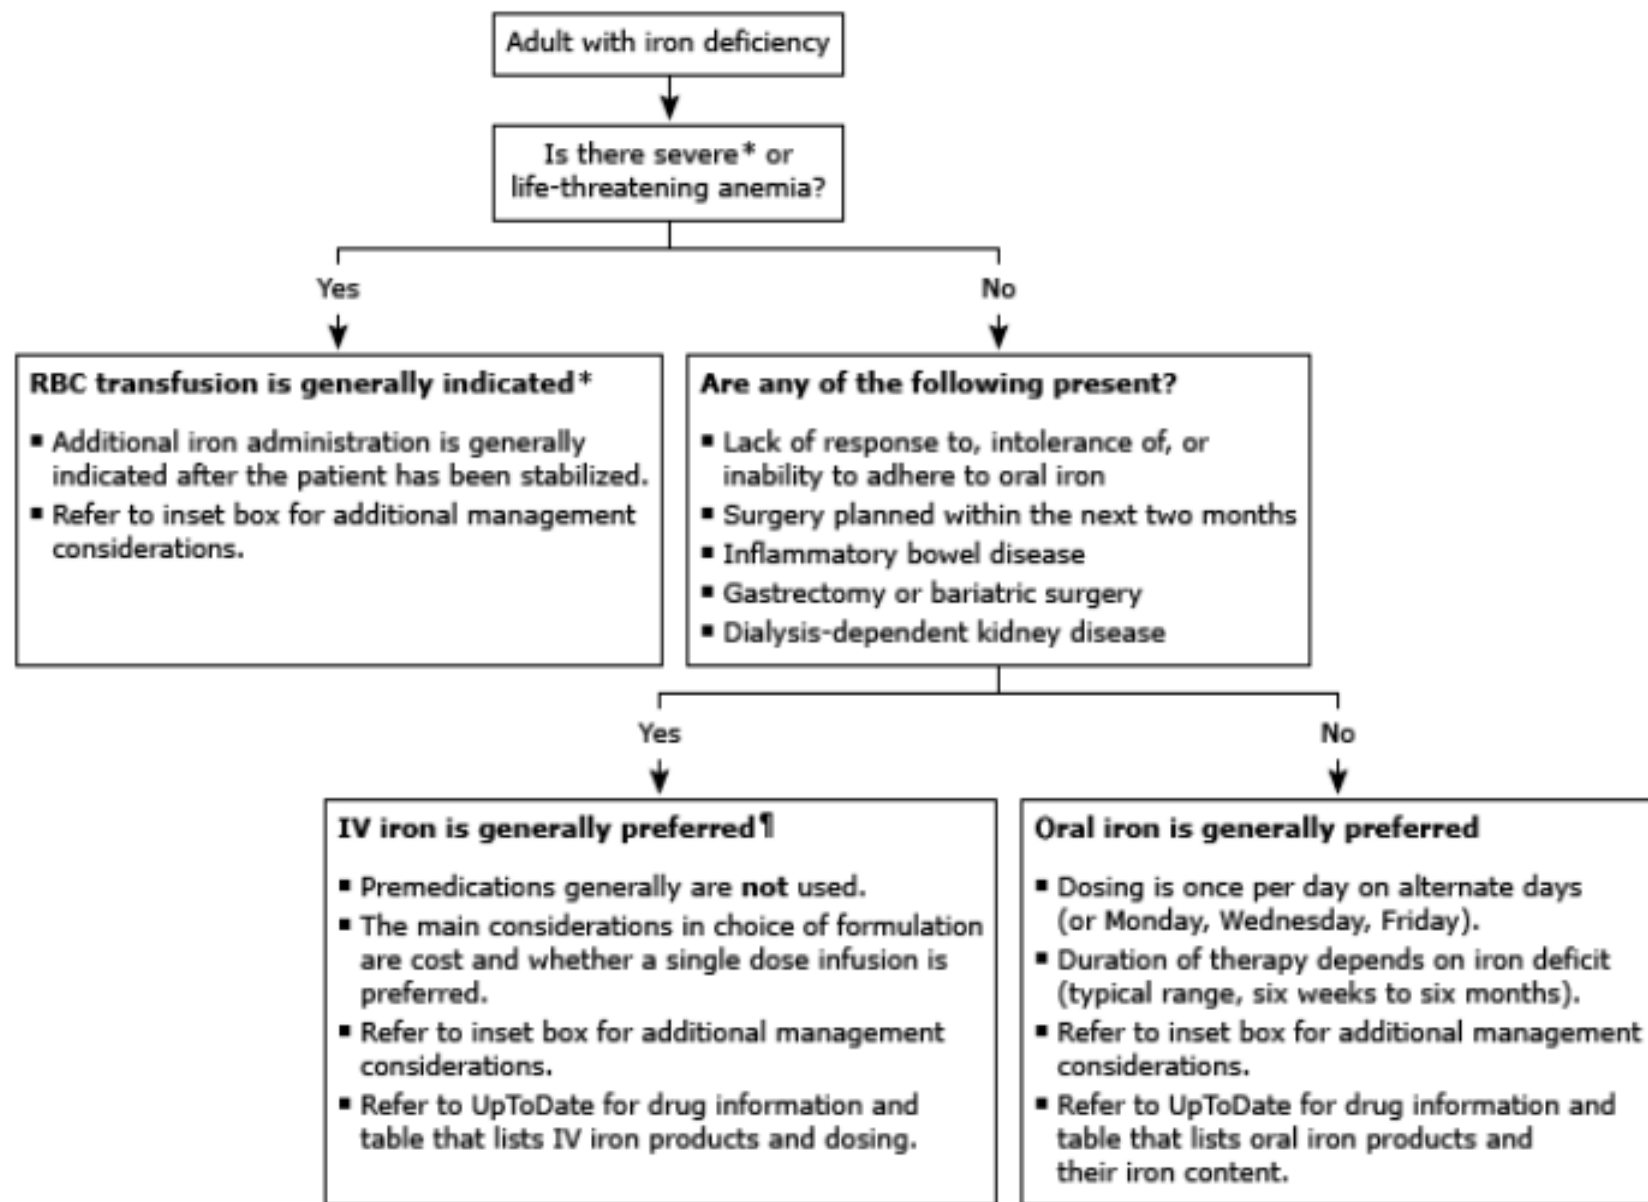 Adult with iron deficiency
Is there severe* or
life-threatening anemia?
Yes
No
RBC transfusion is generally indicated*
▪ Additional iron administration is generally
indicated after the patient has been stabilized.
▪ Refer to inset box for additional management
considerations.
Are any of the following present?
▪ Lack of response to, intolerance of, or
inability to adhere to oral iron
▪ Surgery planned within the next two months
▪ Inflammatory bowel disease
▪ Gastrectomy or bariatric surgery
▪ Dialysis-dependent kidney disease
Yes
No
IV iron is generally preferred¶
▪ Premedications generally are not used.
▪ The main considerations in choice of formulation
are cost and whether a single dose infusion is
preferred.
▪ Refer to inset box for additional management
considerations.
▪ Refer to UpToDate for drug information and
table that lists IV iron products and dosing.
Oral iron is generally preferred
▪ Dosing is once per day on alternate days
(or Monday, Wednesday, Friday).
▪ Duration of therapy depends on iron deficit
(typical range, six weeks to six months).
▪ Refer to inset box for additional management
considerations.
▪ Refer to UpToDate for drug information and
table that lists oral iron products and
their iron content.